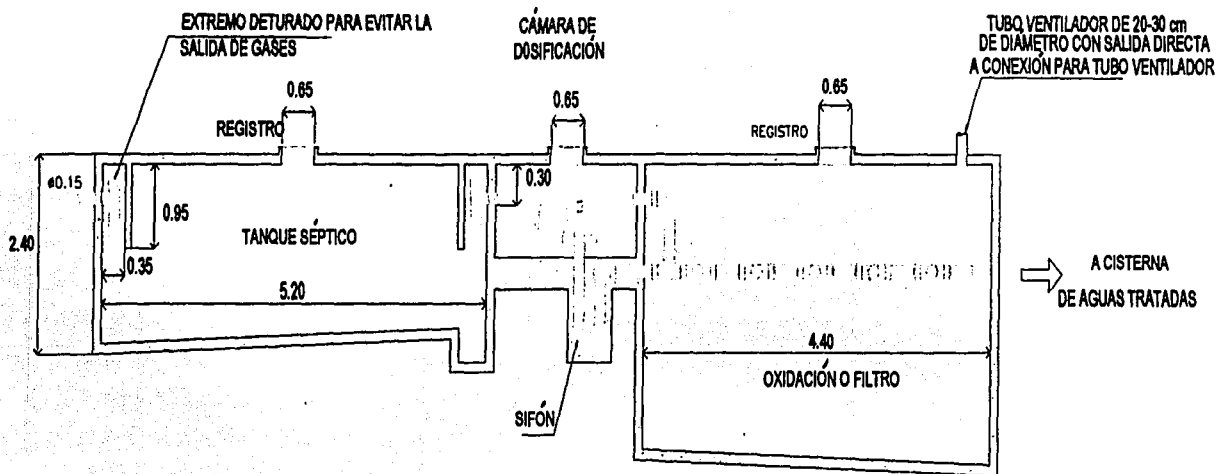 EXTREMO DETURADO PARA EVITAR LA
SALIDA DE GASES
CÁMARA DE
DOSIFICACIÓN
TUBO VENTILADOR DE 20-30 cm
DE DIÁMETRO CON SALIDA DIRECTA
A CONEXIÓN PARA TUBO VENTILADOR
0.65
0.65
0.65
REGISTRO
REGISTRO
ø0.15
0.95
0.30
2.40
TANQUE SÉPTICO
0.35
5.20
A CISTERNA
DE AGUAS TRATADAS
4.40
OXIDACIÓN O FILTRO
SIFÓN